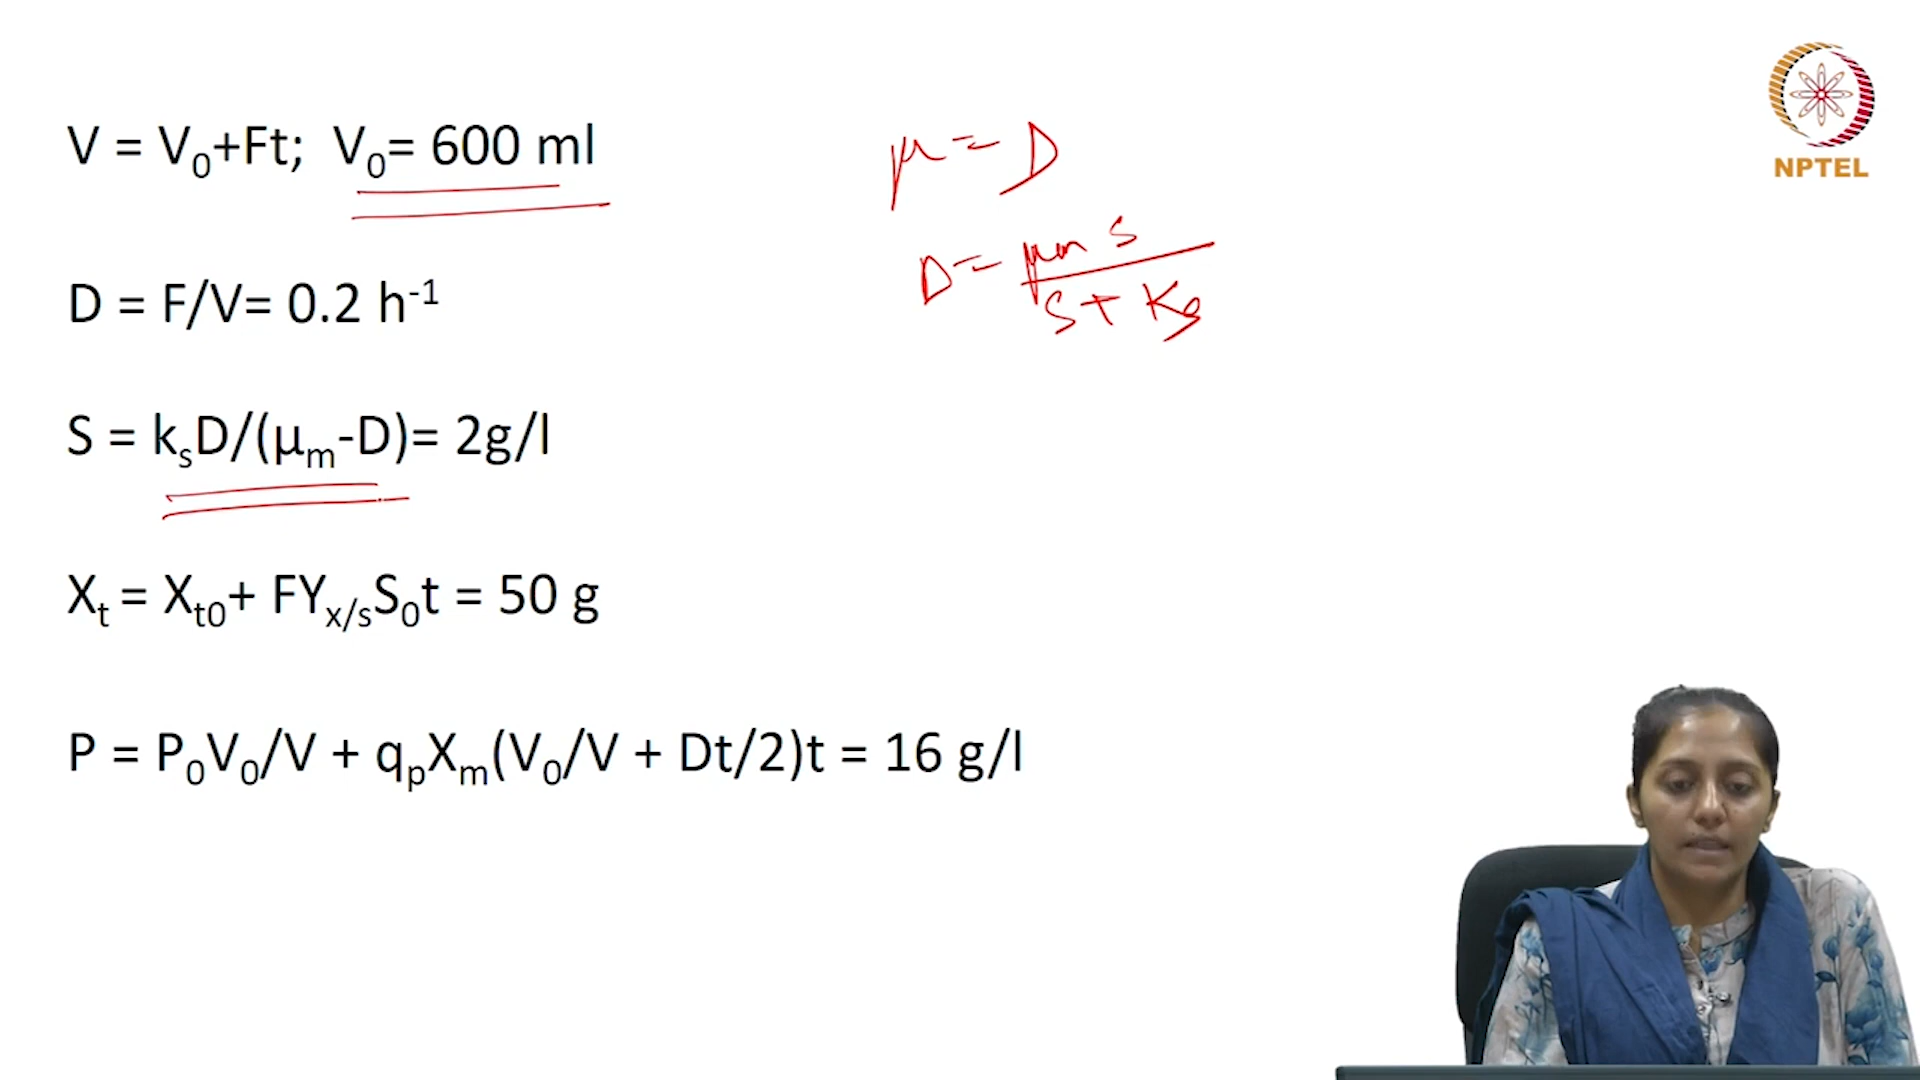 V = V₀+Ft; V₀= 600 ml
μ = D
D = F/V= 0.2 h⁻¹
D = μm S / S + Ks
S = kₛD/(μₘ-D)= 2g/l
Xₜ = Xₜ₀+ FYₓ/ₛS₀t = 50 g
P = P₀V₀/V + qₚXₘ(V₀/V + Dt/2)t = 16 g/l
NPTEL